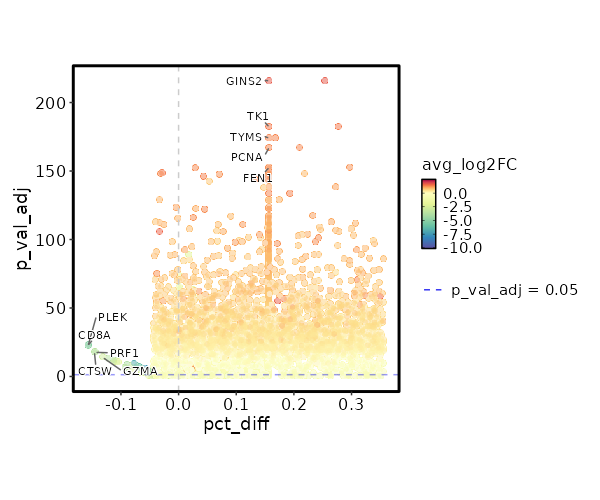 GINS2
TK1
TYMS
PCNA
FEN1
PLEK
CD8A
PRF1
CTSW
GZMA
200
150
100
50
0
p_val_adj
-0.1
0.0
0.1
0.2
0.3
pct_diff
avg_log2FC
0.0
-2.5
-5.0
-7.5
-10.0
p_val_adj = 0.05